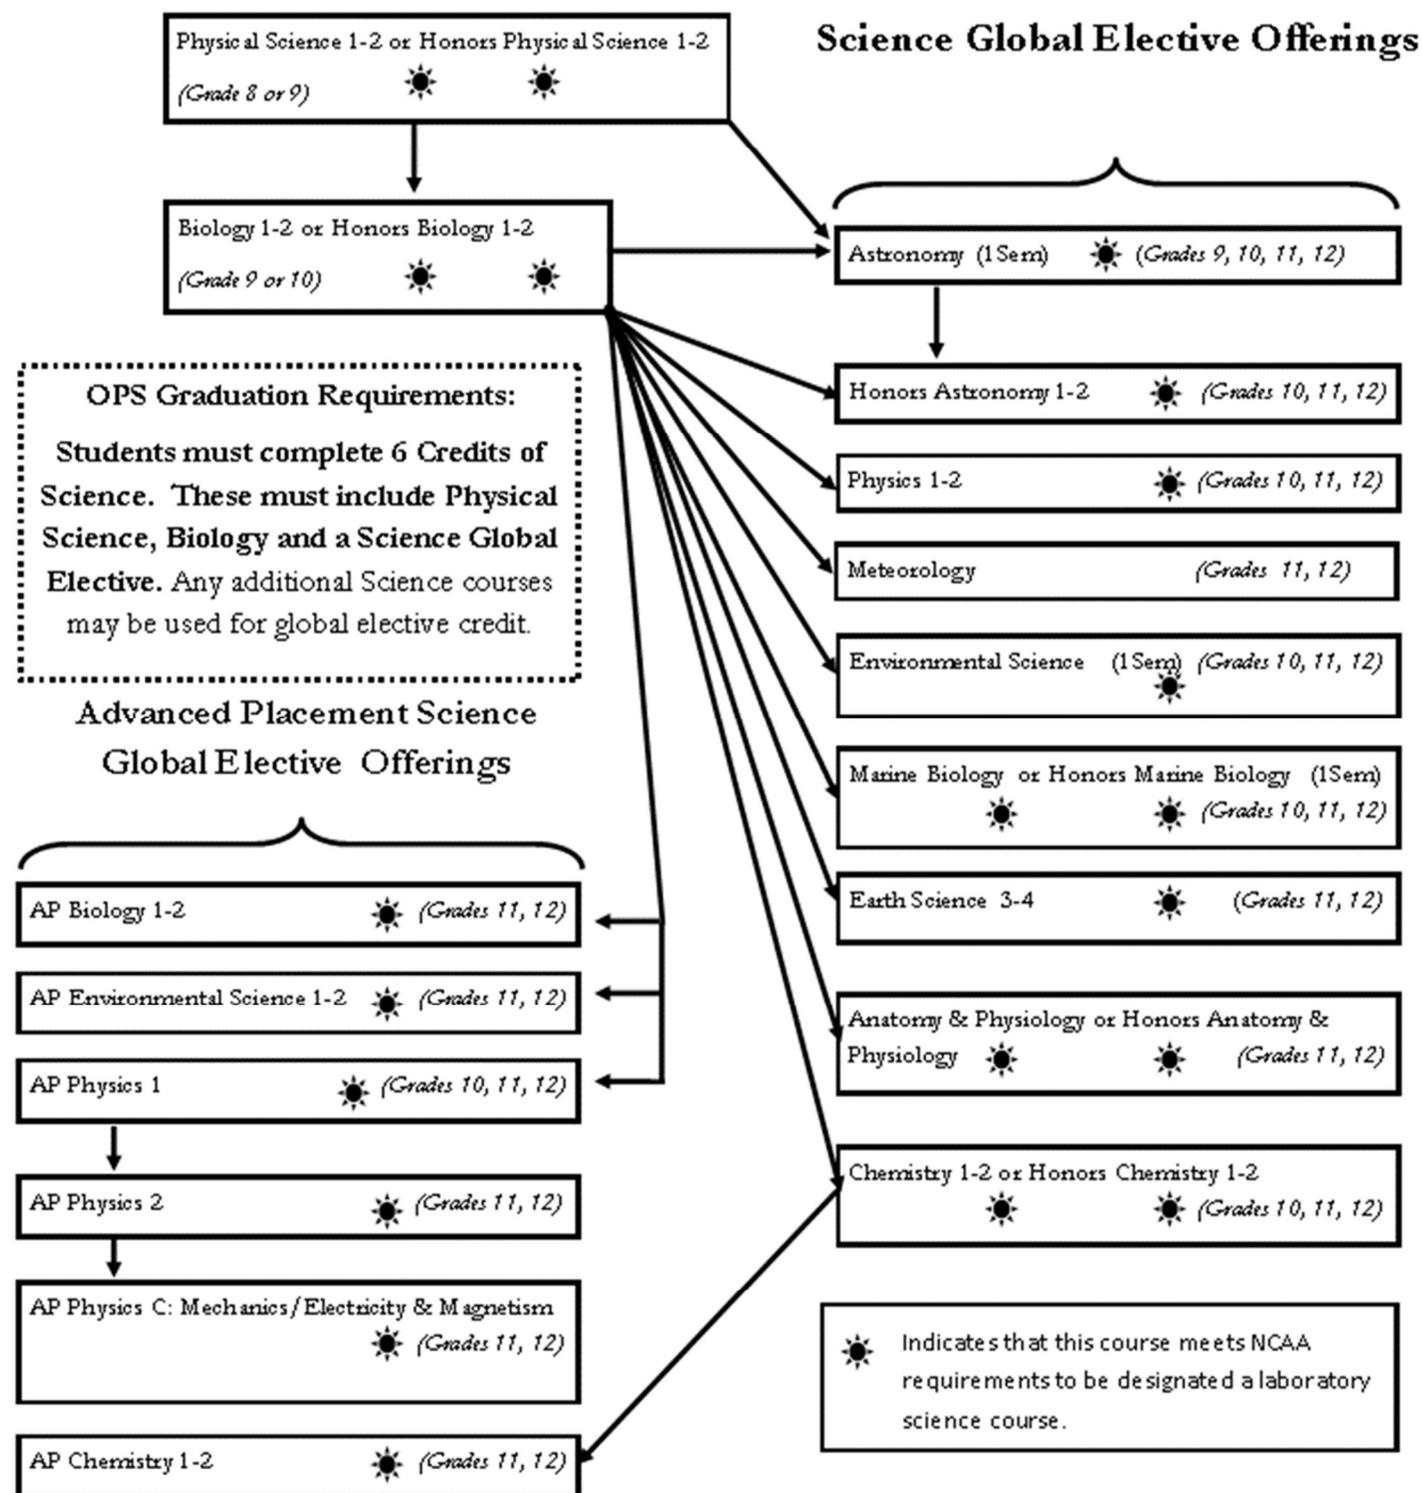 Physical Science 1-2 or Honors Physical Science 1-2
(Grade 8 or 9)
Science Global Elective Offerings
Biology 1-2 or Honors Biology 1-2
(Grade 9 or 10)
Astronomy (1Sem) (Grades 9, 10, 11, 12)
Honors Astronomy 1-2 (Grades 10, 11, 12)
Physics 1-2 (Grades 10, 11, 12)
Meteorology (Grades 11, 12)
Environmental Science (1Sem) (Grades 10, 11, 12)
Marine Biology or Honors Marine Biology (1Sem)
(Grades 10, 11, 12)
Earth Science 3-4 (Grades 11, 12)
Anatomy & Physiology or Honors Anatomy &
Physiology (Grades 11, 12)
Chemistry 1-2 or Honors Chemistry 1-2
(Grades 10, 11, 12)
OPS Graduation Requirements:
Students must complete 6 Credits of
Science. These must include Physical
Science, Biology and a Science Global
Elective. Any additional Science courses
may be used for global elective credit.
Advanced Placement Science
Global Elective Offerings
AP Biology 1-2 (Grades 11, 12)
AP Environmental Science 1-2 (Grades 11, 12)
AP Physics 1 (Grades 10, 11, 12)
AP Physics 2 (Grades 11, 12)
AP Physics C: Mechanics/Electricity & Magnetism
(Grades 11, 12)
AP Chemistry 1-2 (Grades 11, 12)
Indicates that this course meets NCAA
requirements to be designated a laboratory
science course.